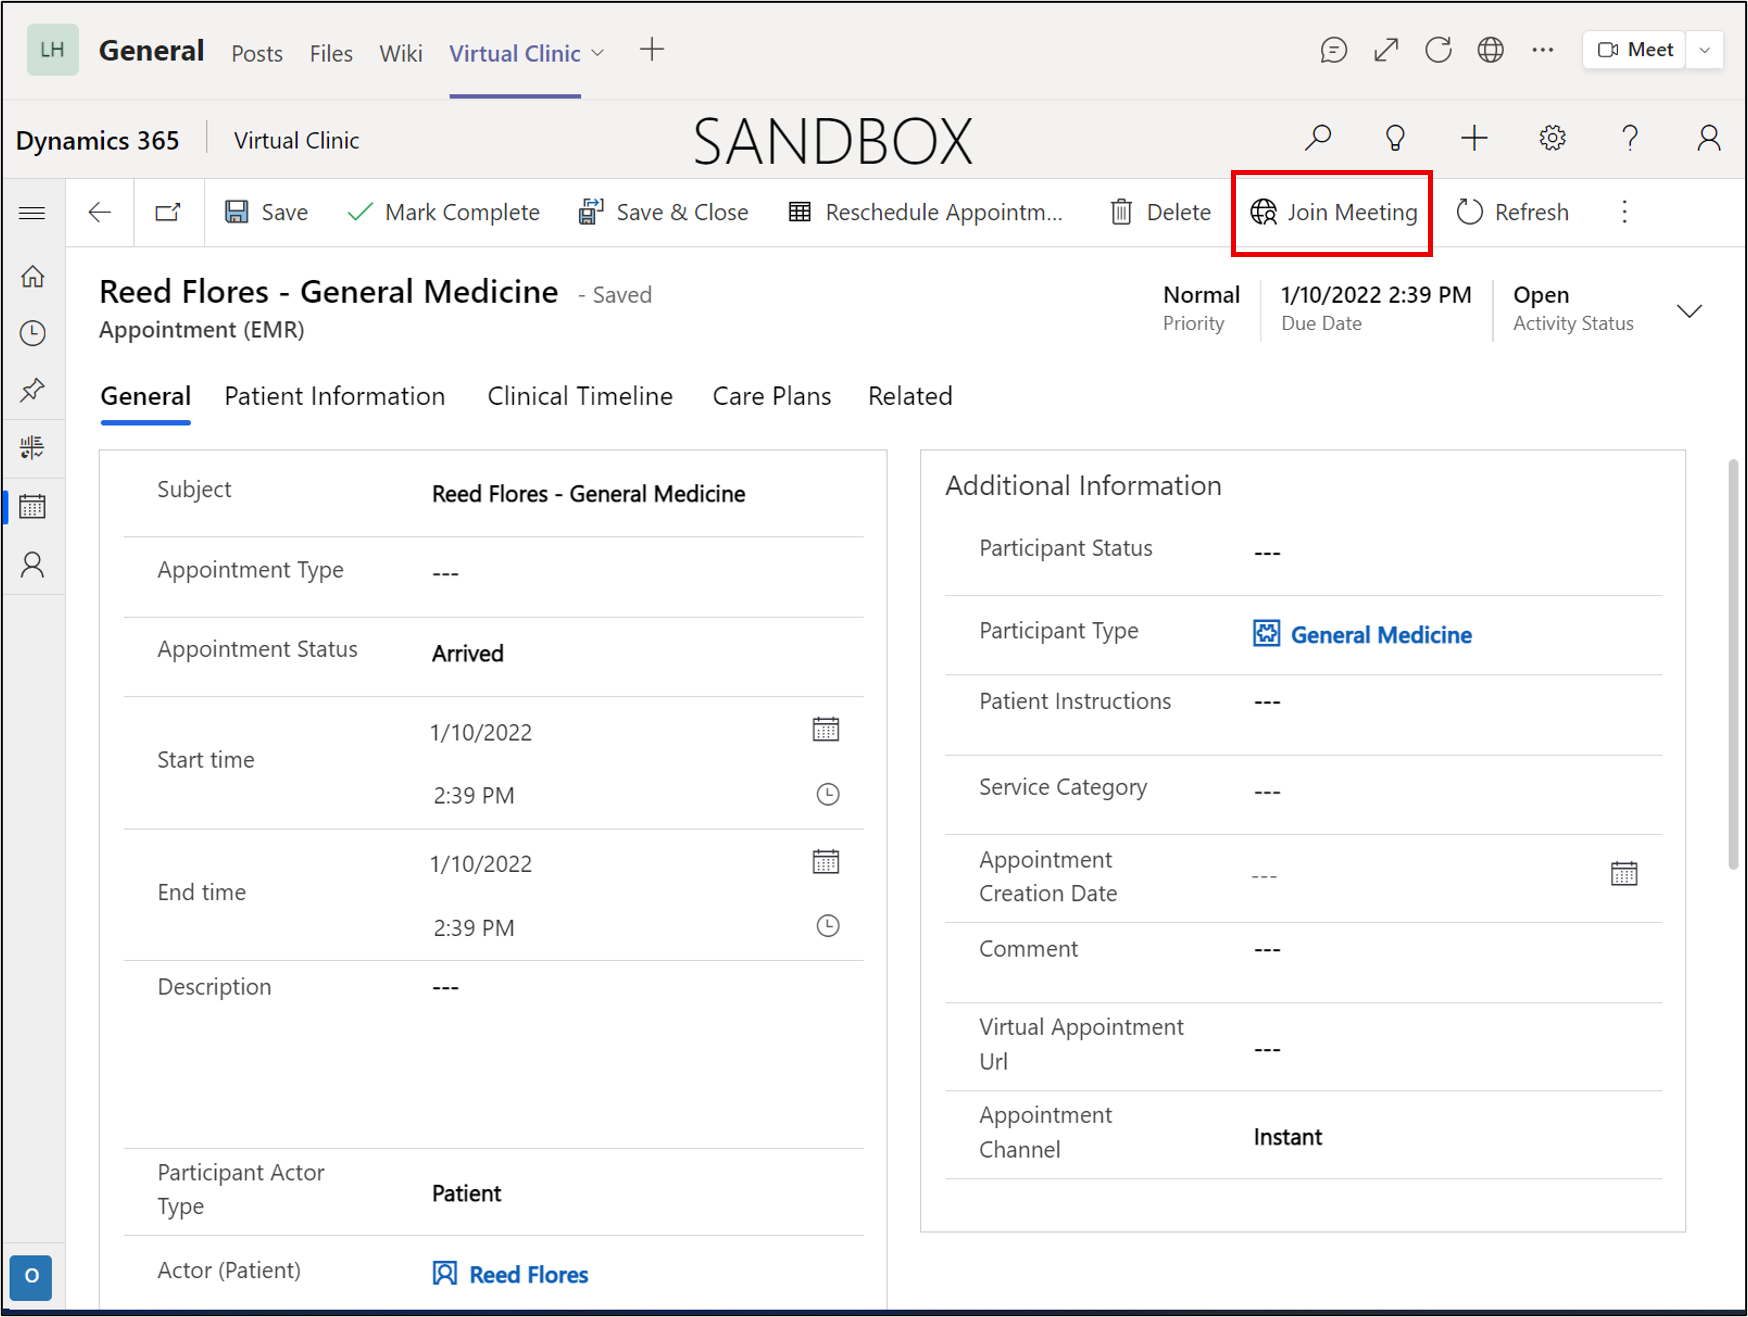 LH General Posts Files Wiki Virtual Clinic Meet
Dynamics 365 Virtual Clinic SANDBOX
Save Mark Complete Save & Close Reschedule Appointm... Delete Join Meeting Refresh
Reed Flores - General Medicine - Saved
Appointment (EMR)
Normal 1/10/2022 2:39 PM Open
Priority Due Date Activity Status
General Patient Information Clinical Timeline Care Plans Related
Subject Reed Flores - General Medicine
Appointment Type ---
Appointment Status Arrived
Start time
1/10/2022
2:39 PM
End time
1/10/2022
2:39 PM
Description ---
Participant Actor
Type
Patient
Actor (Patient) Reed Flores
Additional Information
Participant Status ---
Participant Type General Medicine
Patient Instructions ---
Service Category ---
Appointment
Creation Date
---
Comment ---
Virtual Appointment
Url
---
Appointment
Channel
Instant
O